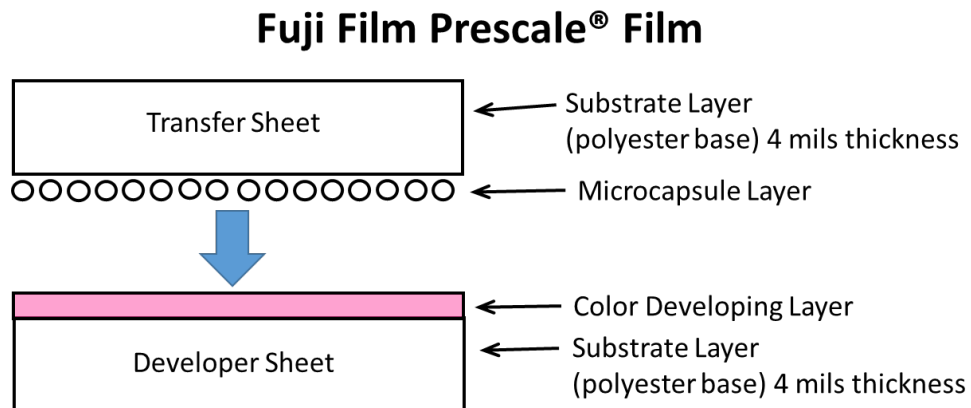 Fuji Film Prescale® Film
Transfer Sheet
Substrate Layer
(polyester base) 4 mils thickness
Microcapsule Layer
Color Developing Layer
Developer Sheet
Substrate Layer
(polyester base) 4 mils thickness